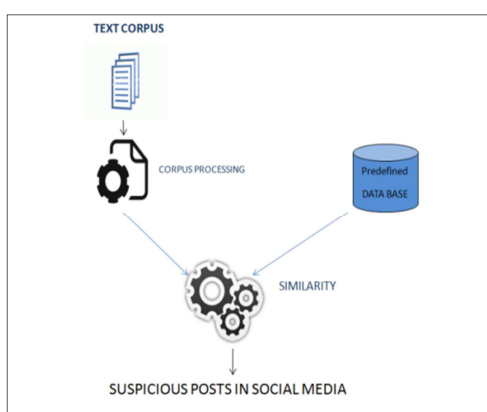 TEXT CORPUS
CORPUS PROCESSING
Predefined
DATA BASE
SIMILARITY
SUSPICIOUS POSTS IN SOCIAL MEDIA